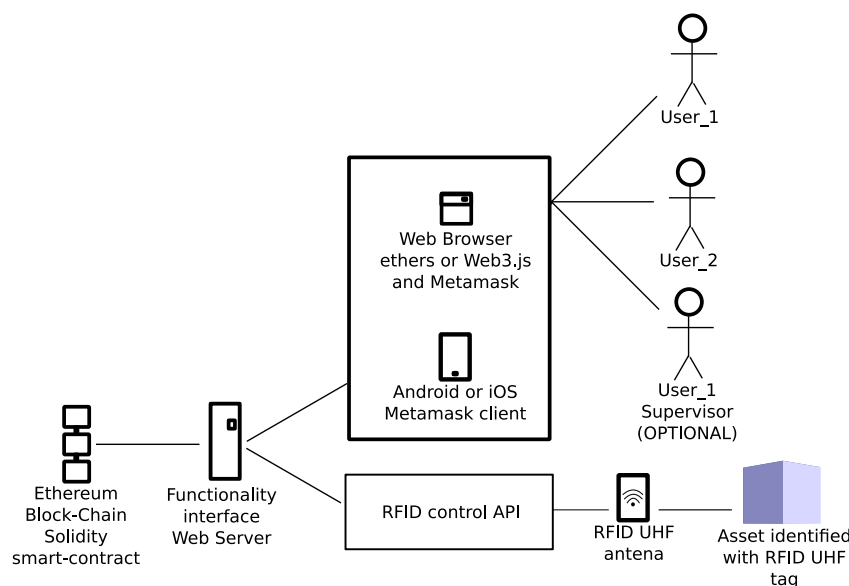 User_1
User_2
User_1
Supervisor
(OPTIONAL)
Web Browser
ethers or Web3.js
and Metamask
Android or iOS
Metamask client
Ethereum
Block-Chain
Solidity
smart-contract
Functionality
interface
Web Server
RFID control API
RFID UHF
antena
Asset identified
with RFID UHF
tag